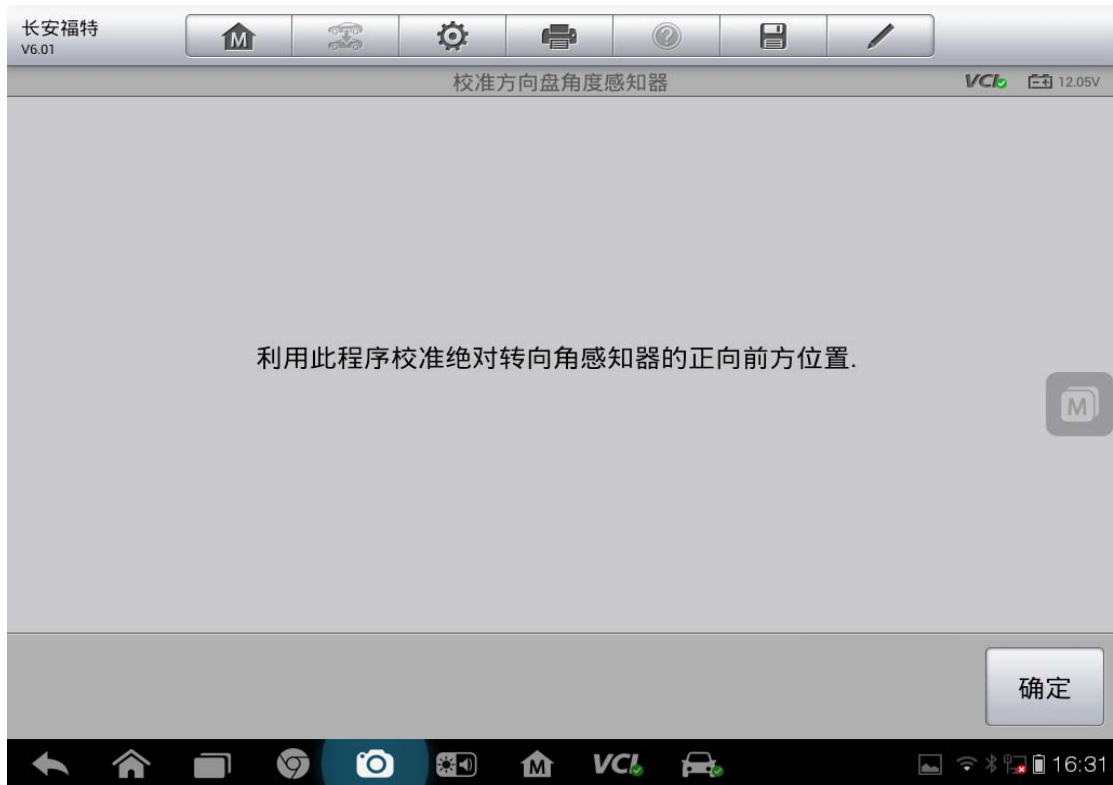 长安福特
V6.01
M
校准方向盘角度感知器
VCI
12.05V
利用此程序校准绝对转向角感知器的正向前方位置.
M
确定
M
VCI
16:31